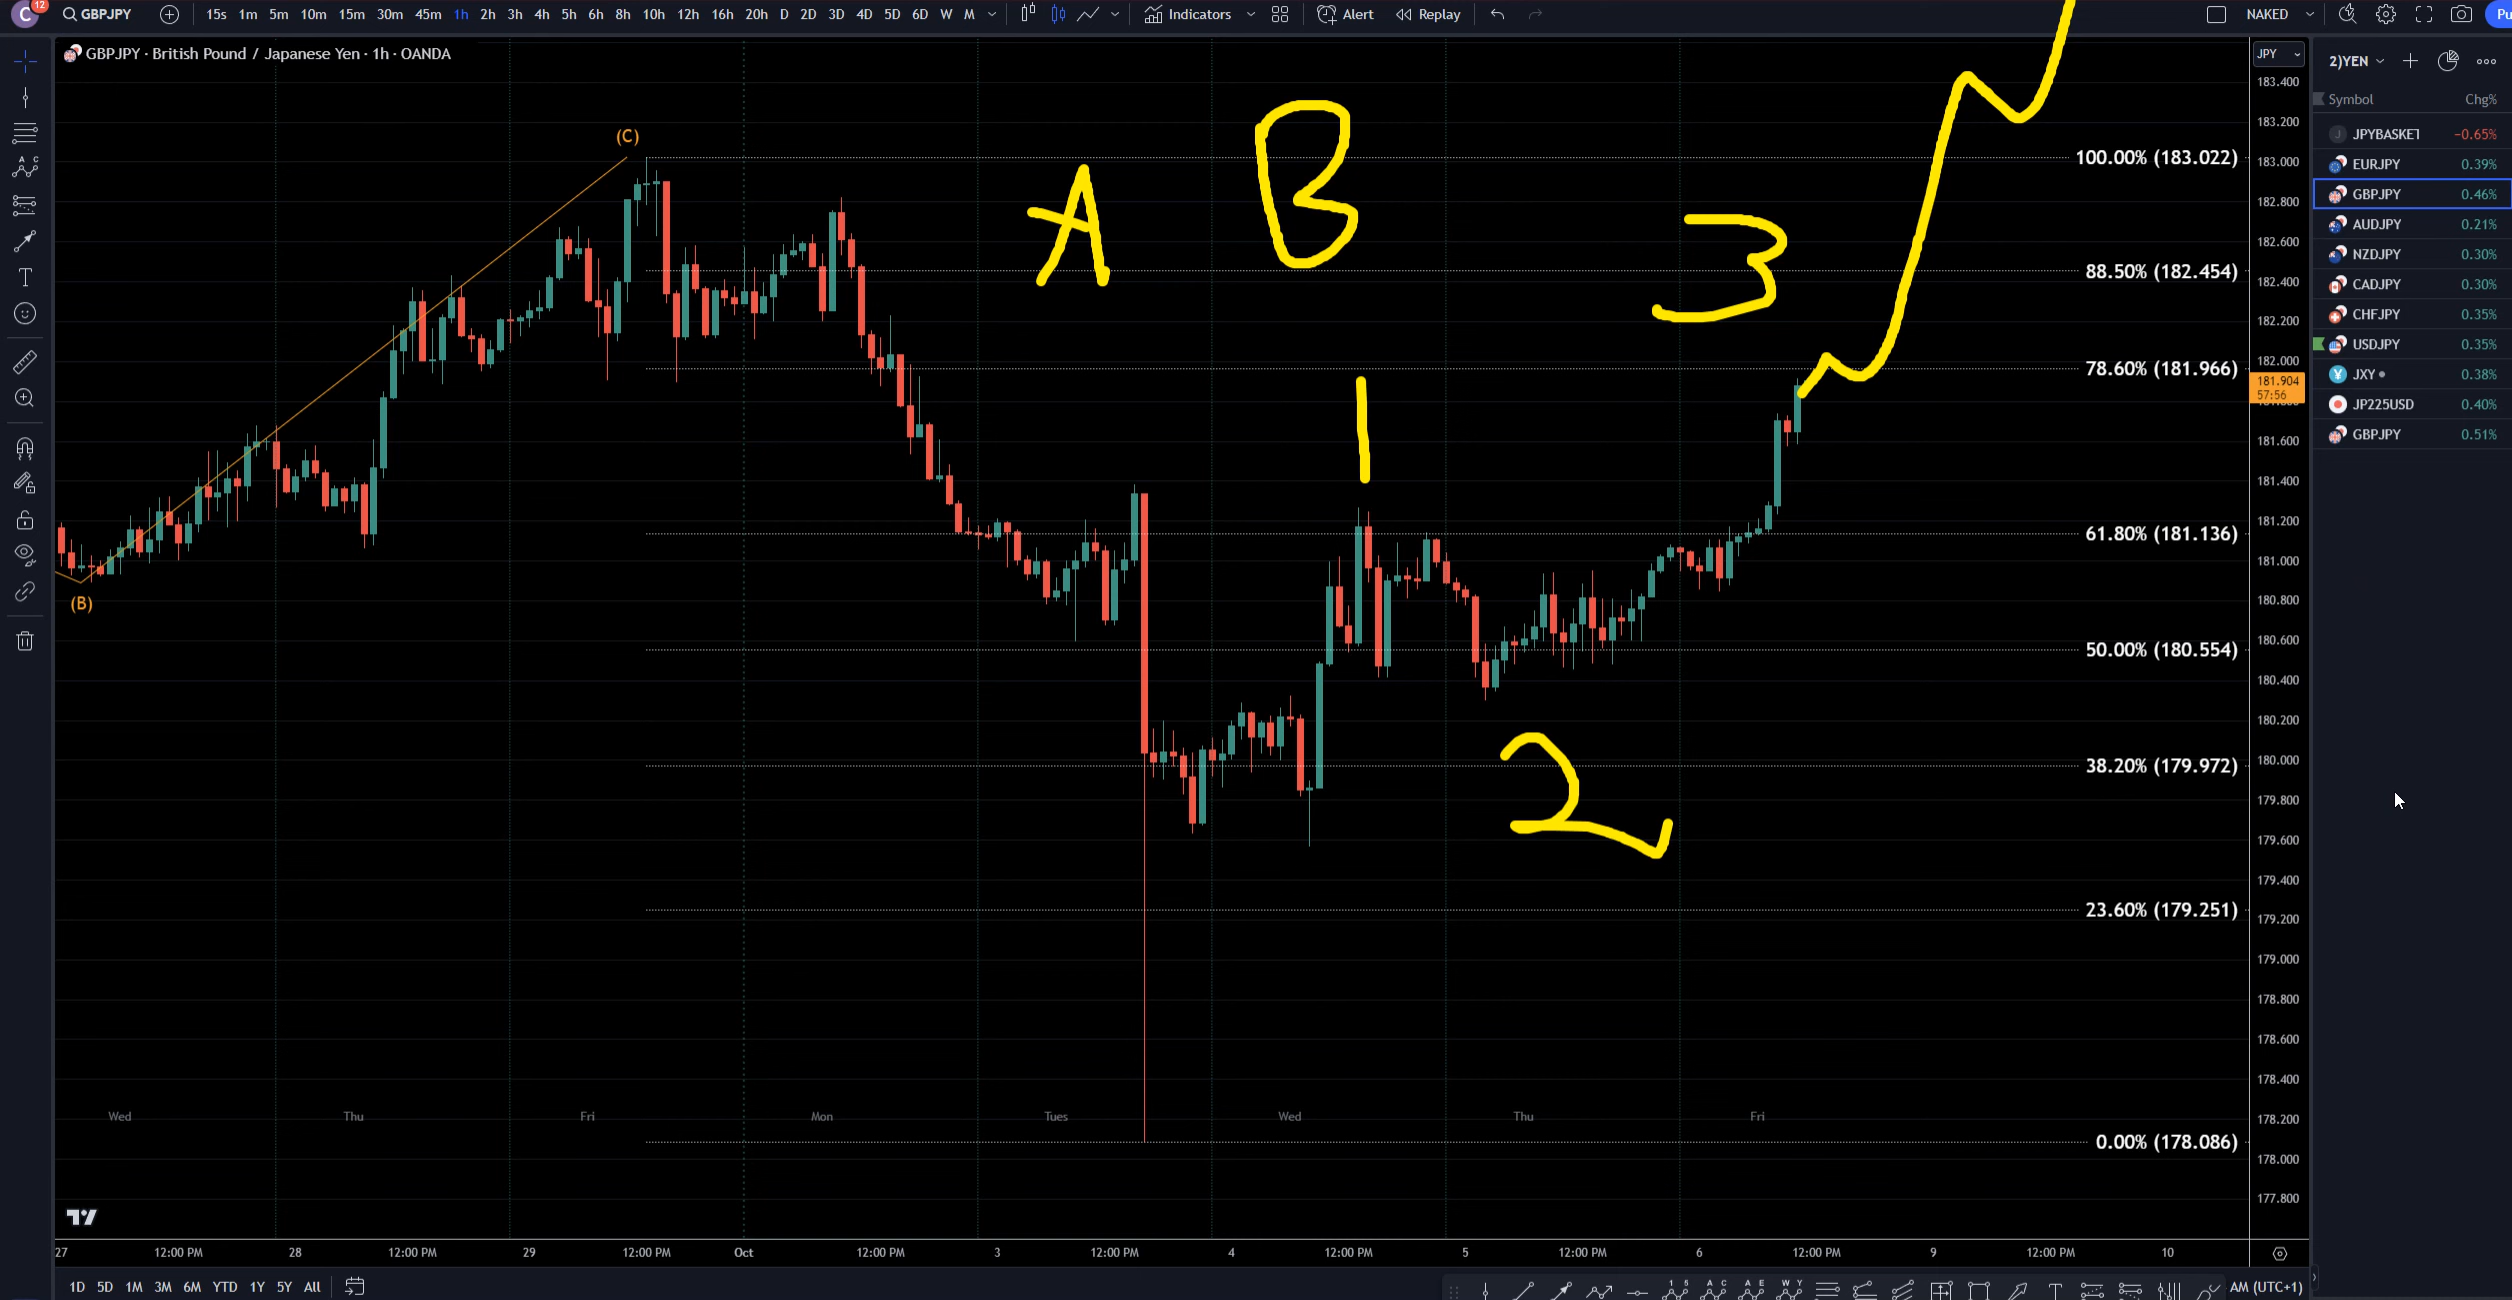 C 12 GBPJPY 15s 1m 5m 10m 15m 30m 45m 1h 2h 3h 4h 5h 6h 8h 10h 12h 16h 20h D 2D 3D 4D 5D 6D W M Indicators Alert Replay NAKED Pu
GBPJPY · British Pound / Japanese Yen · 1h · OANDA
JPY
2)YEN
Symbol Chg%
JPYBASKET −0.65%
EURJPY 0.39%
GBPJPY 0.46%
AUDJPY 0.21%
NZDJPY 0.30%
CADJPY 0.30%
CHFJPY 0.35%
USDJPY 0.35%
JXY 0.38%
JP225USD 0.40%
GBPJPY 0.51%
(C)
(B)
A
B
1
2
3
100.00% (183.022)
88.50% (182.454)
78.60% (181.966)
61.80% (181.136)
50.00% (180.554)
38.20% (179.972)
23.60% (179.251)
0.00% (178.086)
183.400
183.200
183.000
182.800
182.600
182.400
182.200
182.000
181.904
57:56
181.600
181.400
181.200
181.000
180.800
180.600
180.400
180.200
180.000
179.800
179.600
179.400
179.200
179.000
178.800
178.600
178.400
178.200
178.000
177.800
Wed Thu Fri Mon Tues Wed Thu Fri
27 12:00 PM 28 12:00 PM 29 12:00 PM Oct 12:00 PM 3 12:00 PM 4 12:00 PM 5 12:00 PM 6 12:00 PM 9 12:00 PM 10
1D 5D 1M 3M 6M YTD 1Y 5Y All
AM (UTC+1)